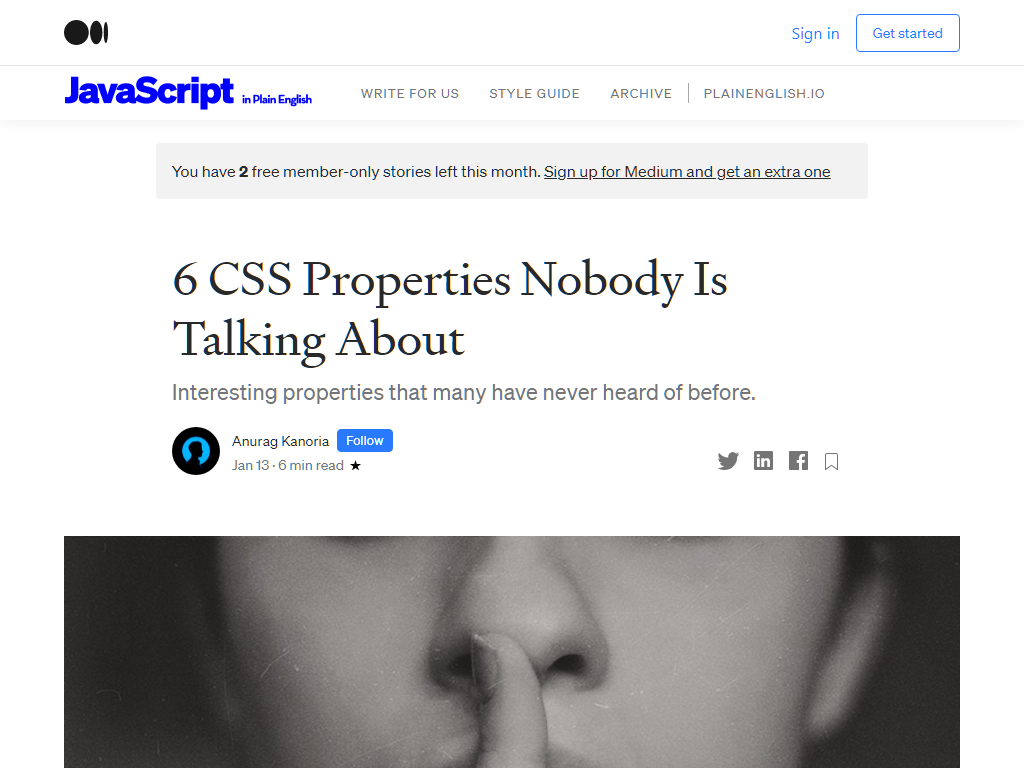 Sign in
Get started
JavaScript in Plain English
WRITE FOR US
STYLE GUIDE
ARCHIVE
PLAINENGLISH.IO
You have 2 free member-only stories left this month. Sign up for Medium and get an extra one
6 CSS Properties Nobody Is
Talking About
Interesting properties that many have never heard of before.
Anurag Kanoria
Follow
Jan 13 · 6 min read ★